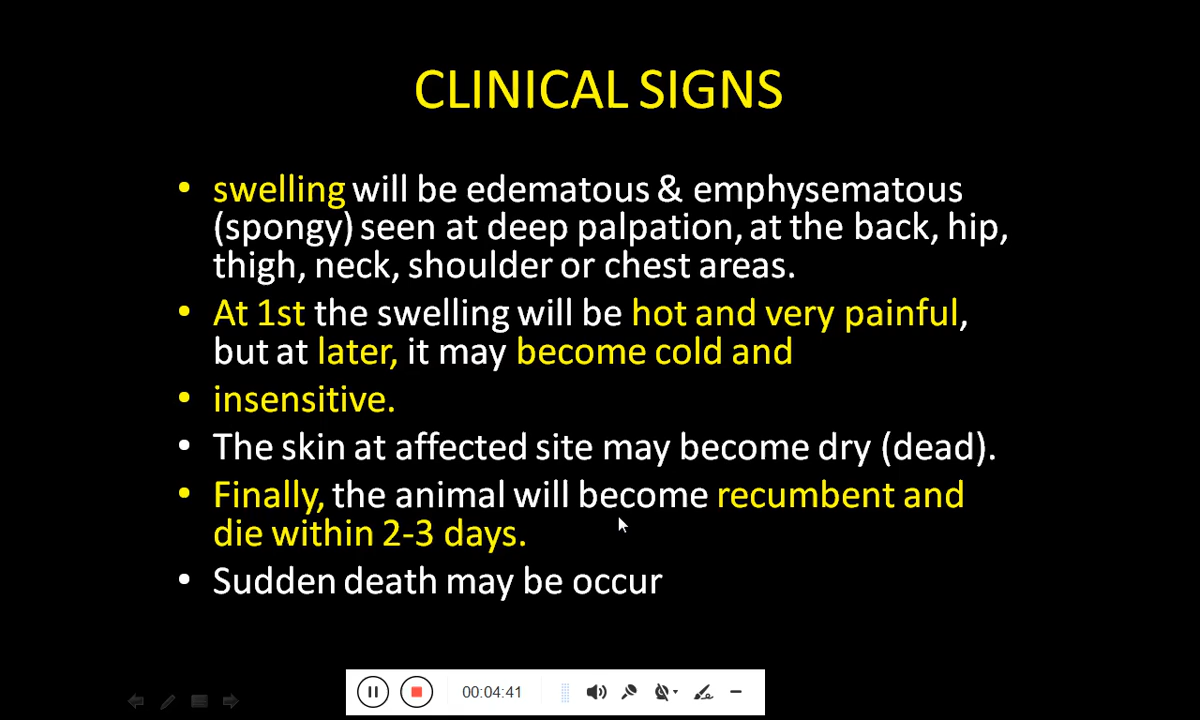 CLINICAL SIGNS
• swelling will be edematous & emphysematous
(spongy) seen at deep palpation, at the back, hip,
thigh, neck, shoulder or chest areas.
• At 1st the swelling will be hot and very painful,
but at later, it may become cold and
• insensitive.
• The skin at affected site may become dry (dead).
• Finally, the animal will become recumbent and
die within 2-3 days.
• Sudden death may be occur
00:04:41